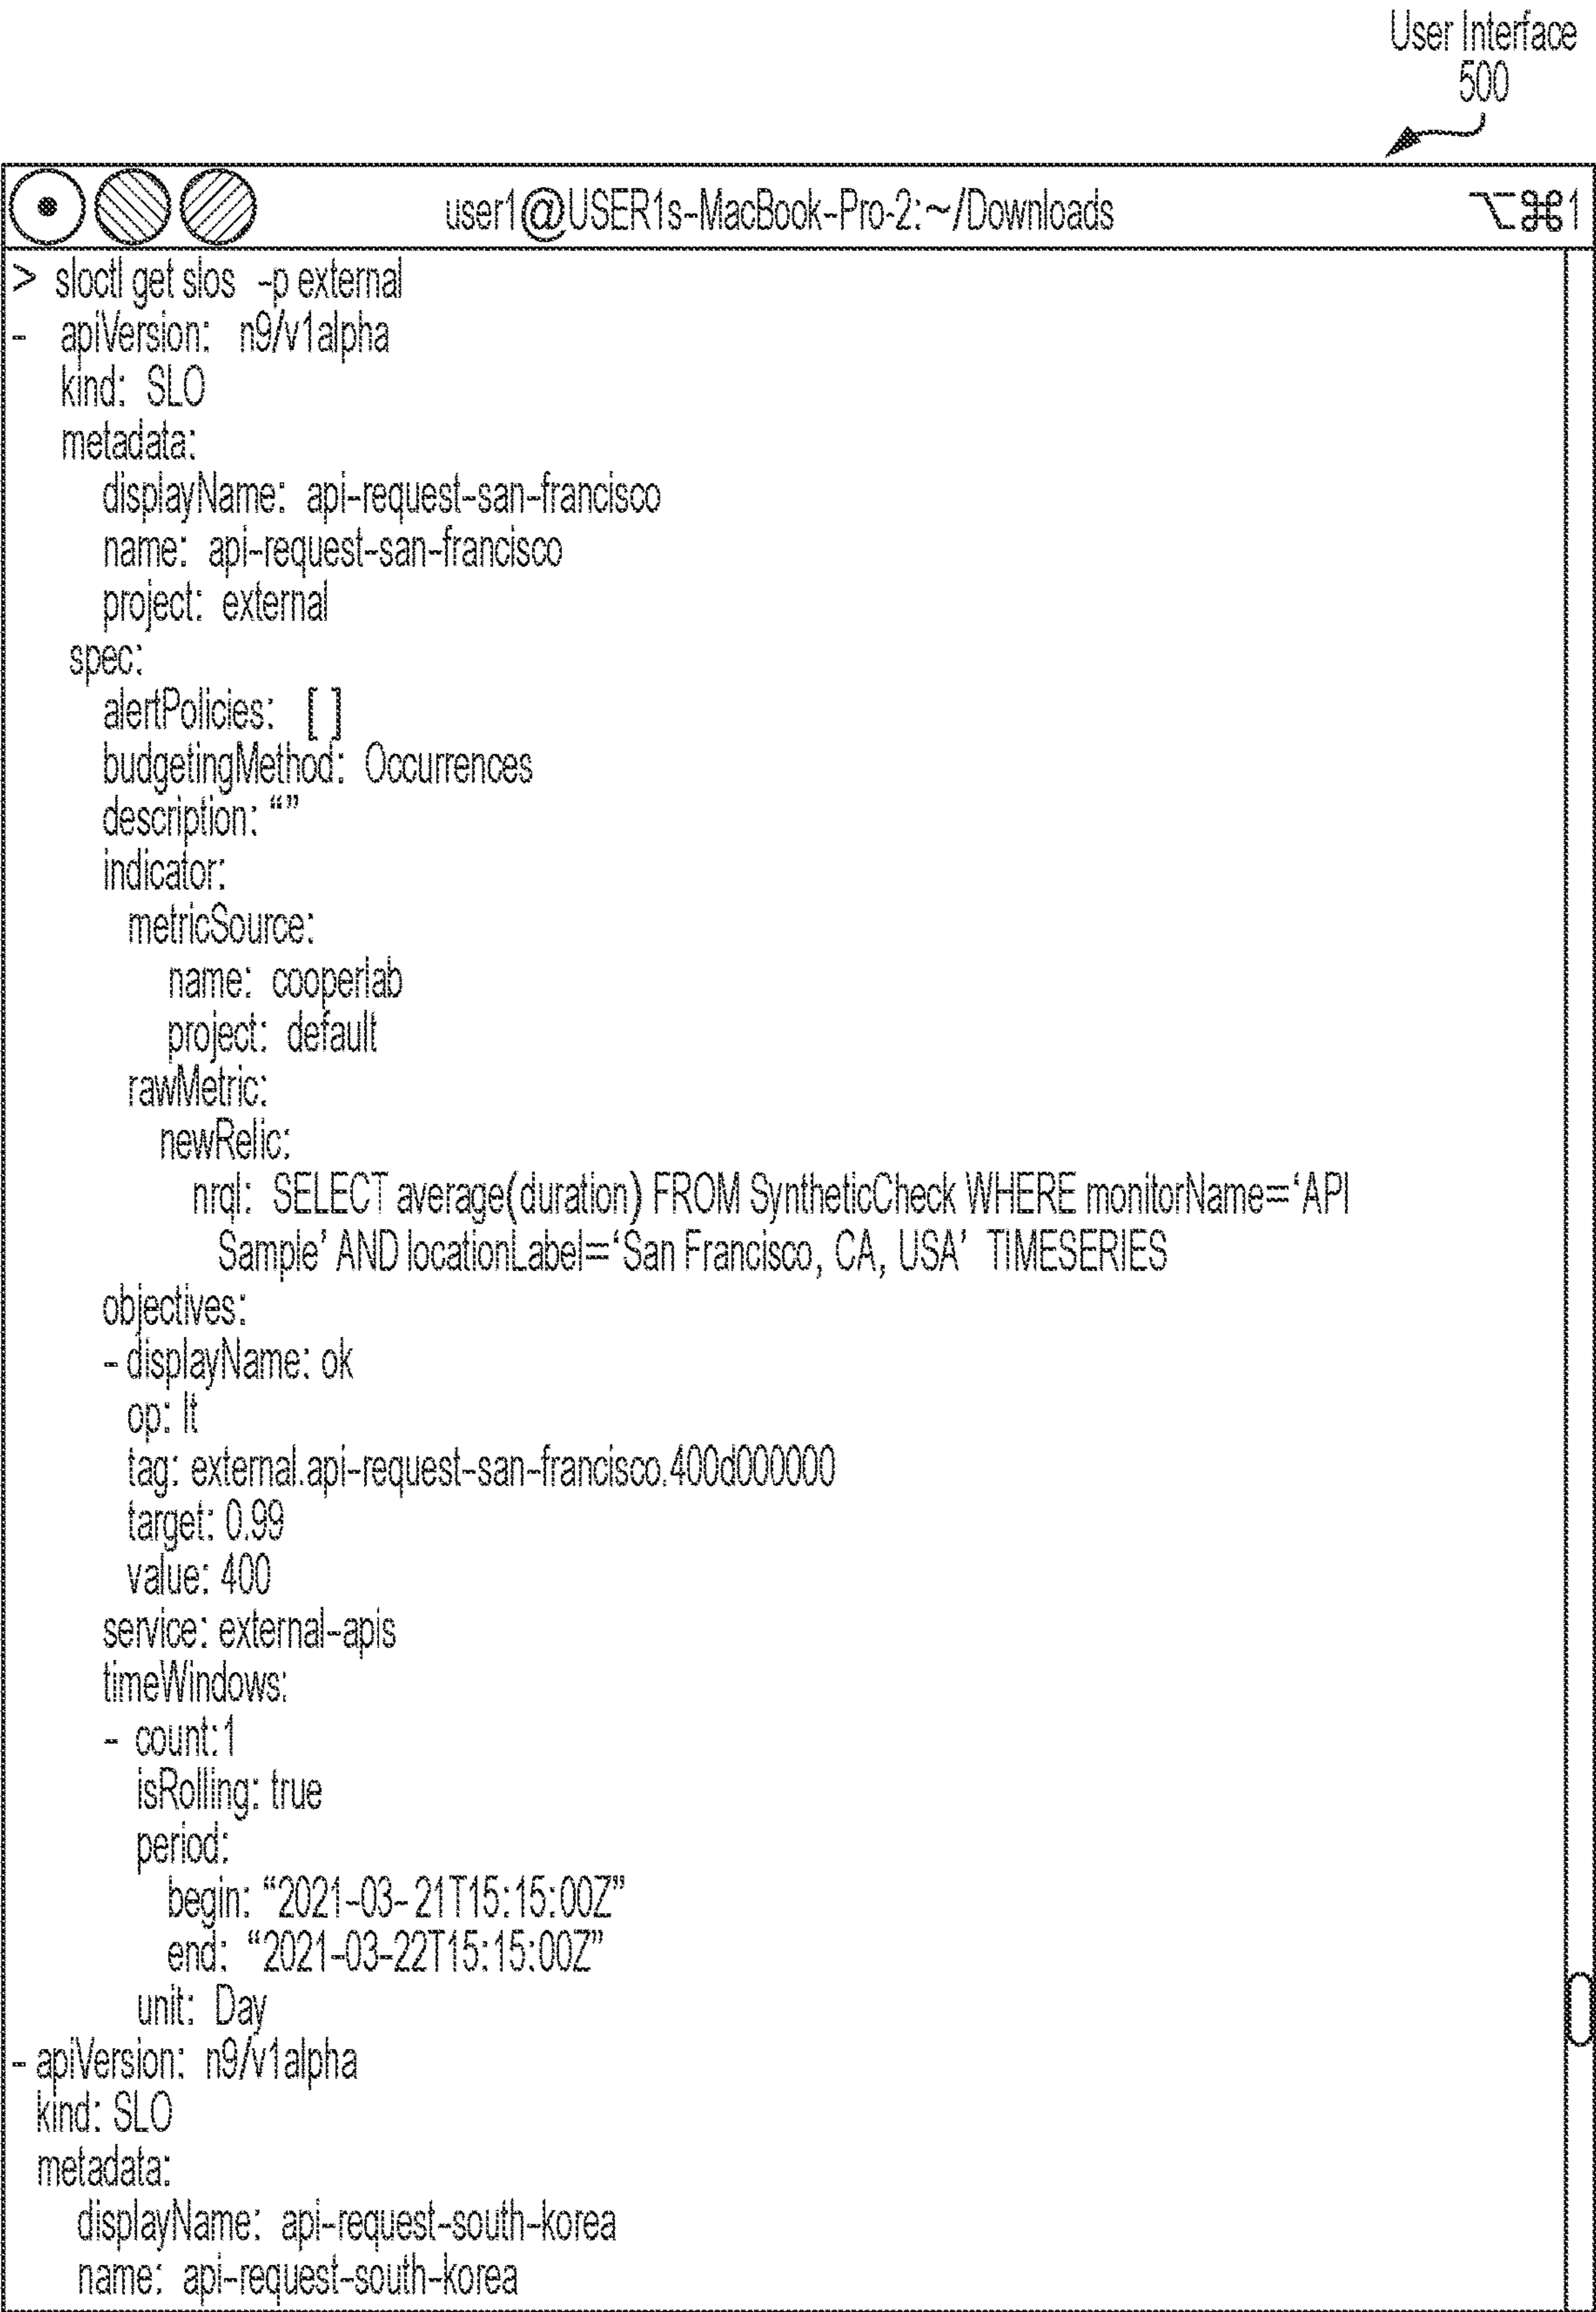 User Interface
500
user1@USER1s-MacBook-Pro-2:~/Downloads ⌥⌘1
> sloctl get slos -p external
- apiVersion: n9/v1alpha
kind: SLO
metadata:
displayName: api-request-san-francisco
name: api-request-san-francisco
project: external
spec:
alertPolicies: [ ]
budgetingMethod: Occurrences
description: “”
indicator:
metricSource:
name: cooperlab
project: default
rawMetric:
newRelic:
nrql: SELECT average(duration) FROM SyntheticCheck WHERE monitorName=‘API
Sample’ AND locationLabel=‘San Francisco, CA, USA’ TIMESERIES
objectives:
- displayName: ok
op: lt
tag: external.api-request-san-francisco.400d000000
target: 0.99
value: 400
service: external-apis
timeWindows:
- count:1
isRolling: true
period:
begin: “2021-03-21T15:15:00Z”
end: “2021-03-22T15:15:00Z”
unit: Day
- apiVersion: n9/v1alpha
kind: SLO
metadata:
displayName: api-request-south-korea
name: api-request-south-korea